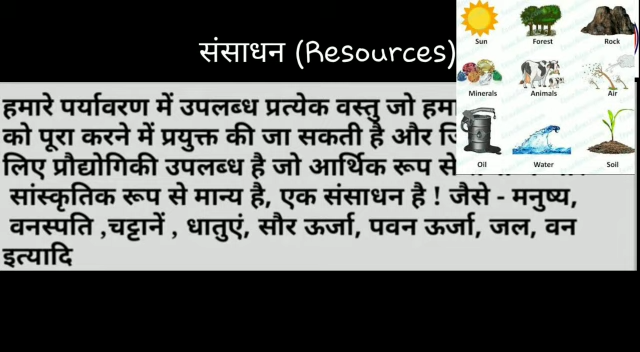 संसाधन (Resources)
हमारे पर्यावरण में उपलब्ध प्रत्येक वस्तु जो हमा
को पूरा करने में प्रयुक्त की जा सकती है और
लिए प्रौद्योगिकी उपलब्ध है जो आर्थिक रूप से
सांस्कृतिक रूप से मान्य है, एक संसाधन है ! जैसे - मनुष्य,
वनस्पति ,चट्टानें , धातुएं, सौर ऊर्जा, पवन ऊर्जा, जल, वन
इत्यादि
Sun Forest Rock
Minerals Animals Air
Oil Water Soil